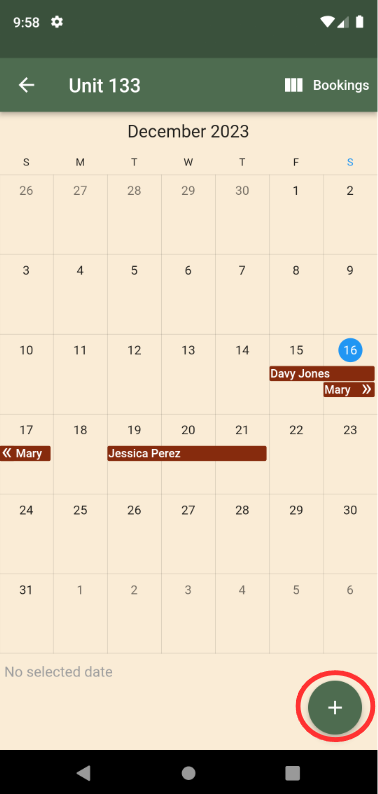 9:58
Unit 133
Bookings
December 2023
S M T W T F S
26 27 28 29 30 1 2
3 4 5 6 7 8 9
10 11 12 13 14 15 16
Davy Jones
Mary »
17 18 19 20 21 22 23
« Mary Jessica Perez
24 25 26 27 28 29 30
31 1 2 3 4 5 6
No selected date
+